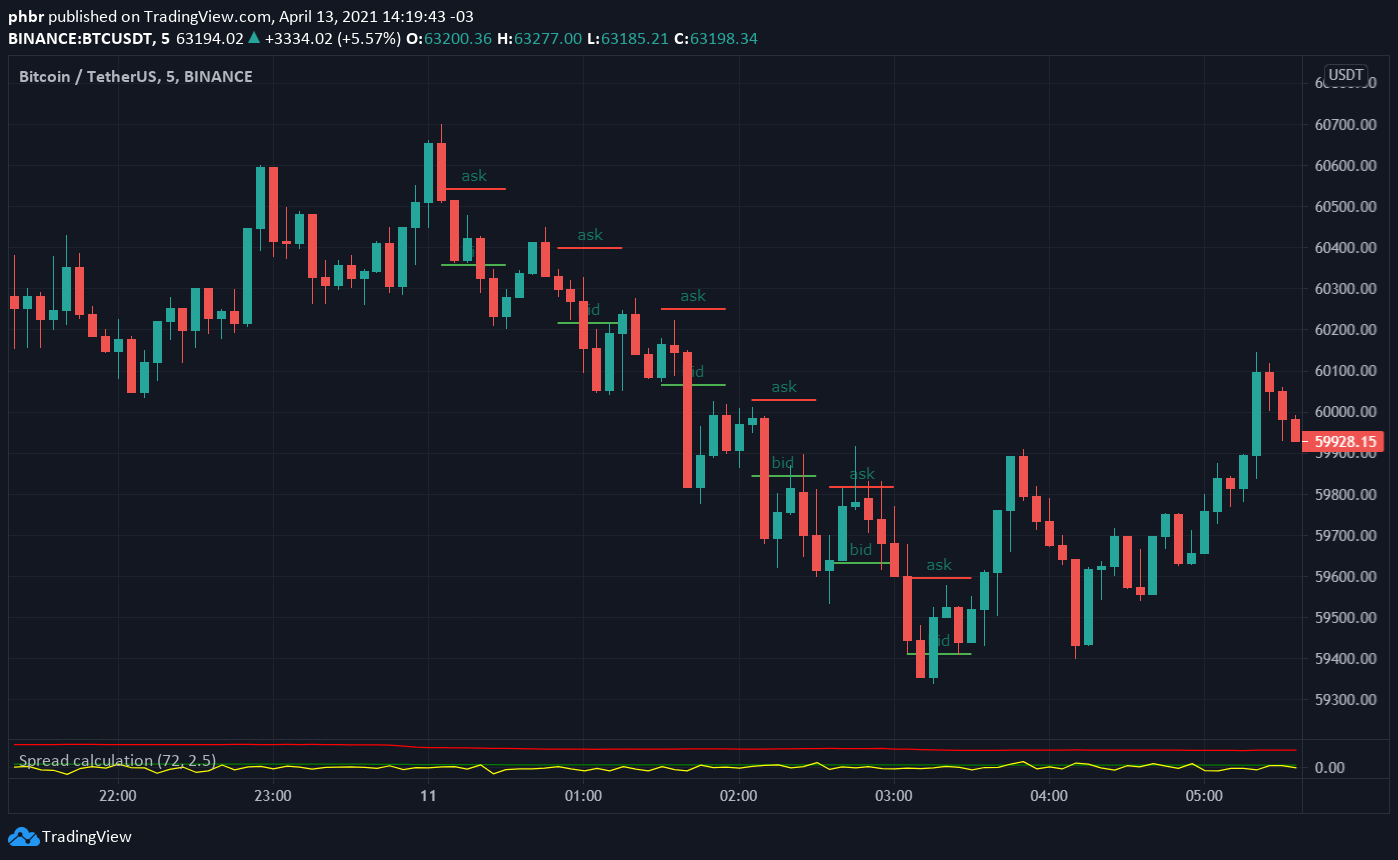 phbr published on TradingView.com, April 13, 2021 14:19:43 -03
BINANCE:BTCUSDT, 5 63194.02 ▲ +3334.02 (+5.57%) O:63200.36 H:63277.00 L:63185.21 C:63198.34
Bitcoin / TetherUS, 5, BINANCE
USDT
60700.00
60600.00
60500.00
60400.00
60300.00
60200.00
60100.00
60000.00
59928.15
59900.00
59800.00
59700.00
59600.00
59500.00
59400.00
59300.00
ask
ask
ask
ask
bid
ask
bid
ask
Spread calculation (72, 2.5)
0.00
22:00 23:00 11 01:00 02:00 03:00 04:00 05:00
TradingView